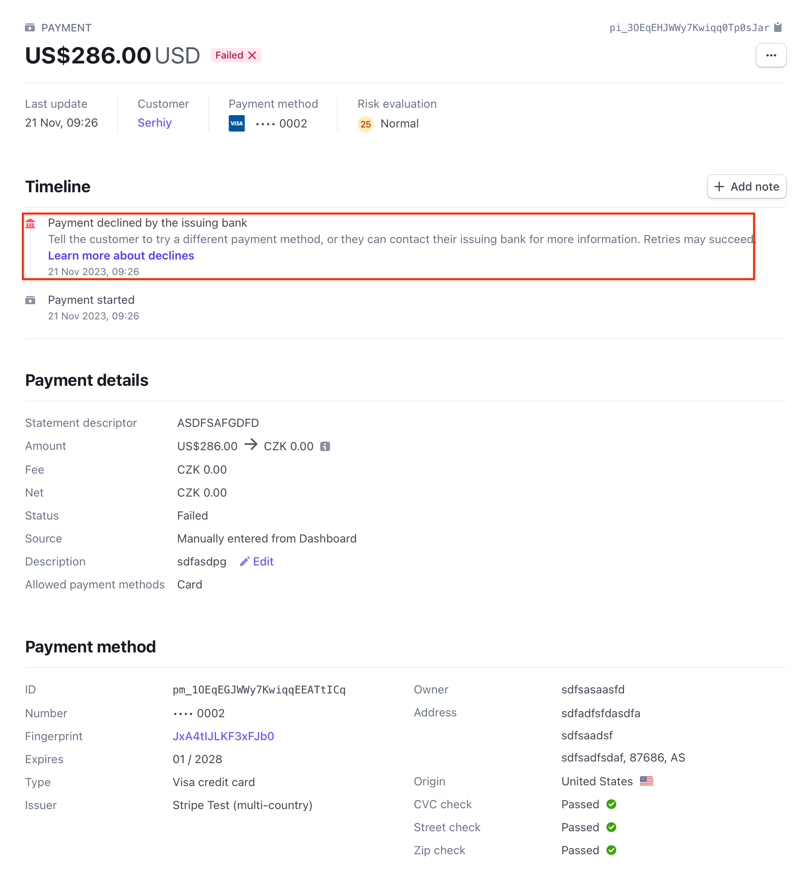 PAYMENT
pi_3OEqEHJWWy7Kwiqq0Tp0sJar
US$286.00 USD Failed
Last update Customer Payment method Risk evaluation
21 Nov, 09:26 Serhiy VISA •••• 0002 25 Normal
Timeline
+ Add note
Payment declined by the issuing bank
Tell the customer to try a different payment method, or they can contact their issuing bank for more information. Retries may succeed.
Learn more about declines
21 Nov 2023, 09:26
Payment started
21 Nov 2023, 09:26
Payment details
Statement descriptor ASDFSAFGDFD
Amount US$286.00 → CZK 0.00
Fee CZK 0.00
Net CZK 0.00
Status Failed
Source Manually entered from Dashboard
Description sdfasdpg Edit
Allowed payment methods Card
Payment method
ID pm_1OEqEGJWWy7KwiqqEEATtICq
Number •••• 0002
Fingerprint JxA4tIJLKF3xFJb0
Expires 01 / 2028
Type Visa credit card
Issuer Stripe Test (multi-country)
Owner sdfsasaasfd
Address sdfadfsfdasdfa
sdfsaadsf
sdfsadfsdaf, 87686, AS
Origin United States
CVC check Passed
Street check Passed
Zip check Passed